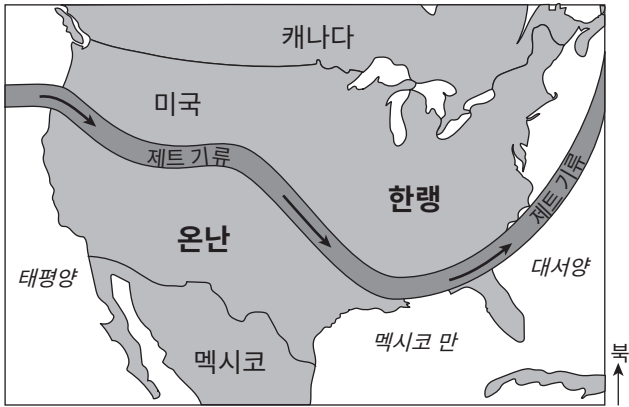 캐나다
미국
제트 기류
한랭
제트 기류
온난
태평양
대서양
멕시코 만
멕시코
북